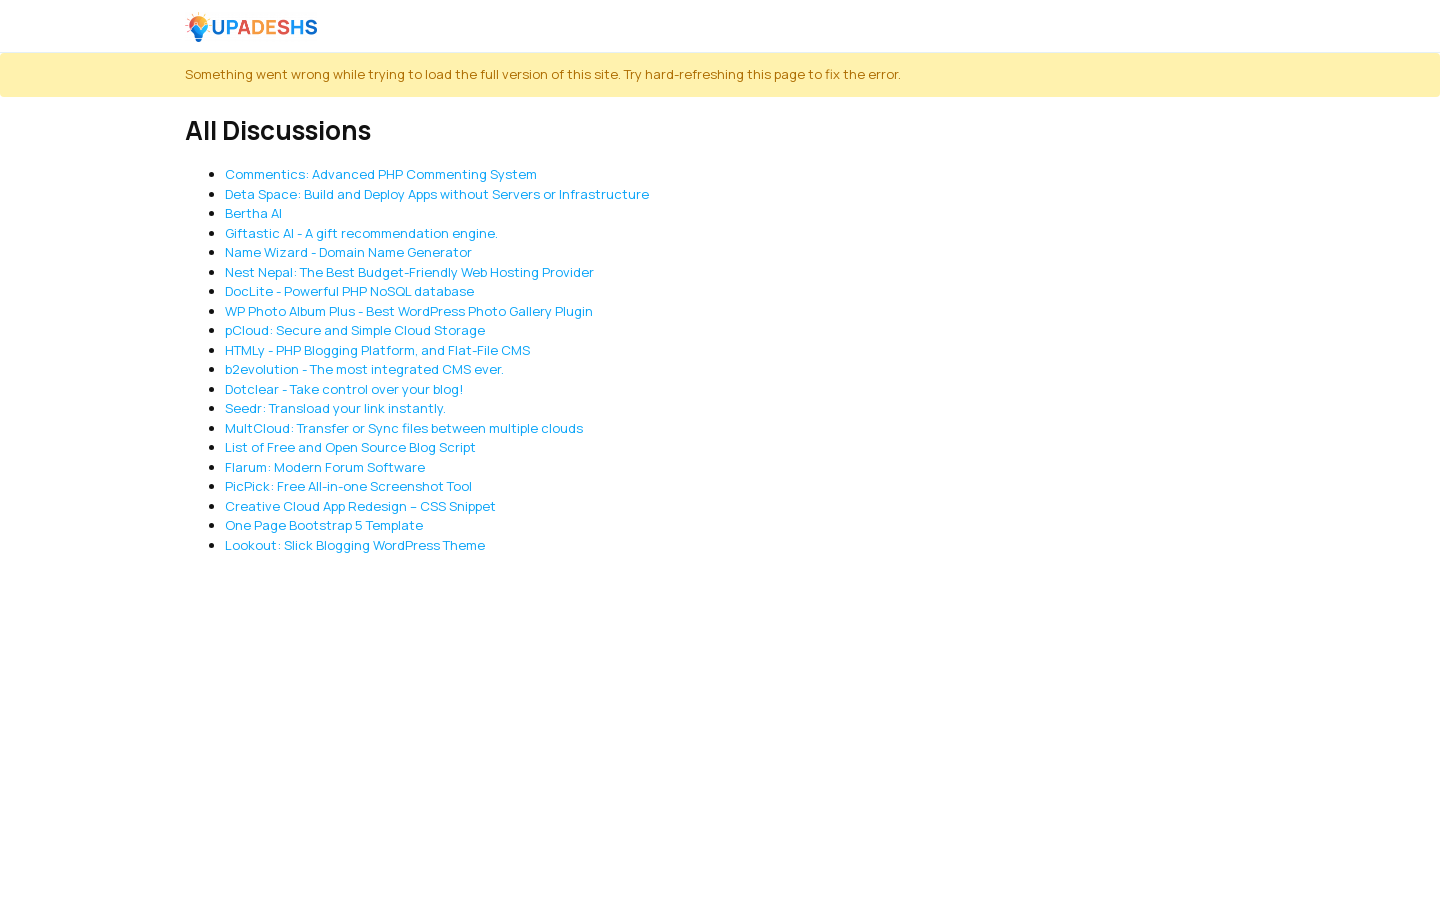 UPADESHS
Something went wrong while trying to load the full version of this site. Try hard-refreshing this page to fix the error.
All Discussions
Commentics: Advanced PHP Commenting System
Deta Space: Build and Deploy Apps without Servers or Infrastructure
Bertha AI
Giftastic AI - A gift recommendation engine.
Name Wizard - Domain Name Generator
Nest Nepal: The Best Budget-Friendly Web Hosting Provider
DocLite - Powerful PHP NoSQL database
WP Photo Album Plus - Best WordPress Photo Gallery Plugin
pCloud: Secure and Simple Cloud Storage
HTMLy - PHP Blogging Platform, and Flat-File CMS
b2evolution - The most integrated CMS ever.
Dotclear - Take control over your blog!
Seedr: Transload your link instantly.
MultCloud: Transfer or Sync files between multiple clouds
List of Free and Open Source Blog Script
Flarum: Modern Forum Software
PicPick: Free All-in-one Screenshot Tool
Creative Cloud App Redesign – CSS Snippet
One Page Bootstrap 5 Template
Lookout: Slick Blogging WordPress Theme